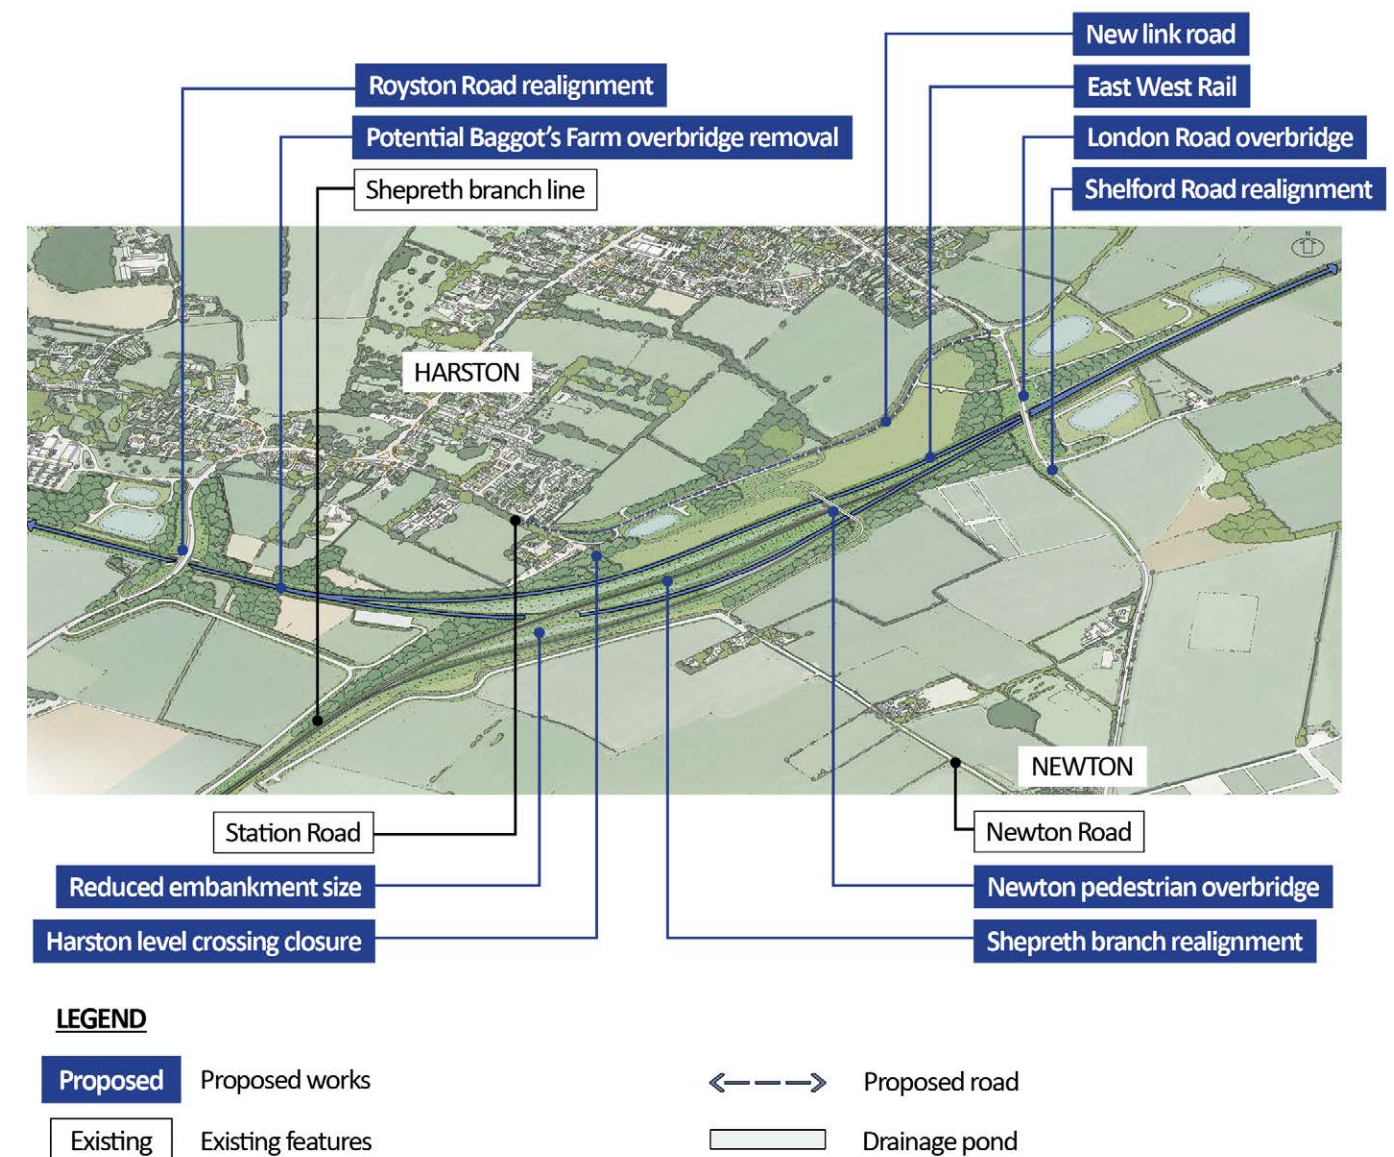 New link road
Royston Road realignment
East West Rail
Potential Baggot's Farm overbridge removal
London Road overbridge
Shepreth branch line
Shelford Road realignment
N
HARSTON
NEWTON
Station Road
Newton Road
Reduced embankment size
Newton pedestrian overbridge
Harston level crossing closure
Shepreth branch realignment
LEGEND
Proposed
Proposed works
Proposed road
Existing
Existing features
Drainage pond